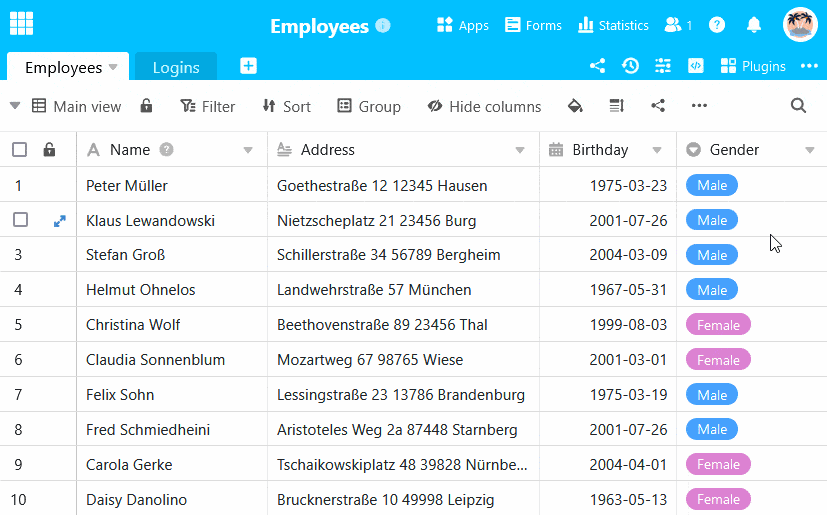 Employees Apps Forms Statistics 1
Employees Logins Plugins
Main view Filter Sort Group Hide columns
Name Address Birthday Gender
1 Peter Müller Goethestraße 12 12345 Hausen 1975-03-23 Male
Klaus Lewandowski Nietzscheplatz 21 23456 Burg 2001-07-26 Male
3 Stefan Groß Schillerstraße 34 56789 Bergheim 2004-03-09 Male
4 Helmut Ohnelos Landwehrstraße 57 München 1967-05-31 Male
5 Christina Wolf Beethovenstraße 89 23456 Thal 1999-08-03 Female
6 Claudia Sonnenblum Mozartweg 67 98765 Wiese 2001-03-01 Female
7 Felix Sohn Lessingstraße 23 13786 Brandenburg 1975-03-19 Male
8 Fred Schmiedheini Aristoteles Weg 2a 87448 Starnberg 2001-07-26 Male
9 Carola Gerke Tschaikowskiplatz 48 39828 Nürnbe... 2004-04-01 Female
10 Daisy Danolino Brucknerstraße 10 49998 Leipzig 1963-05-13 Female